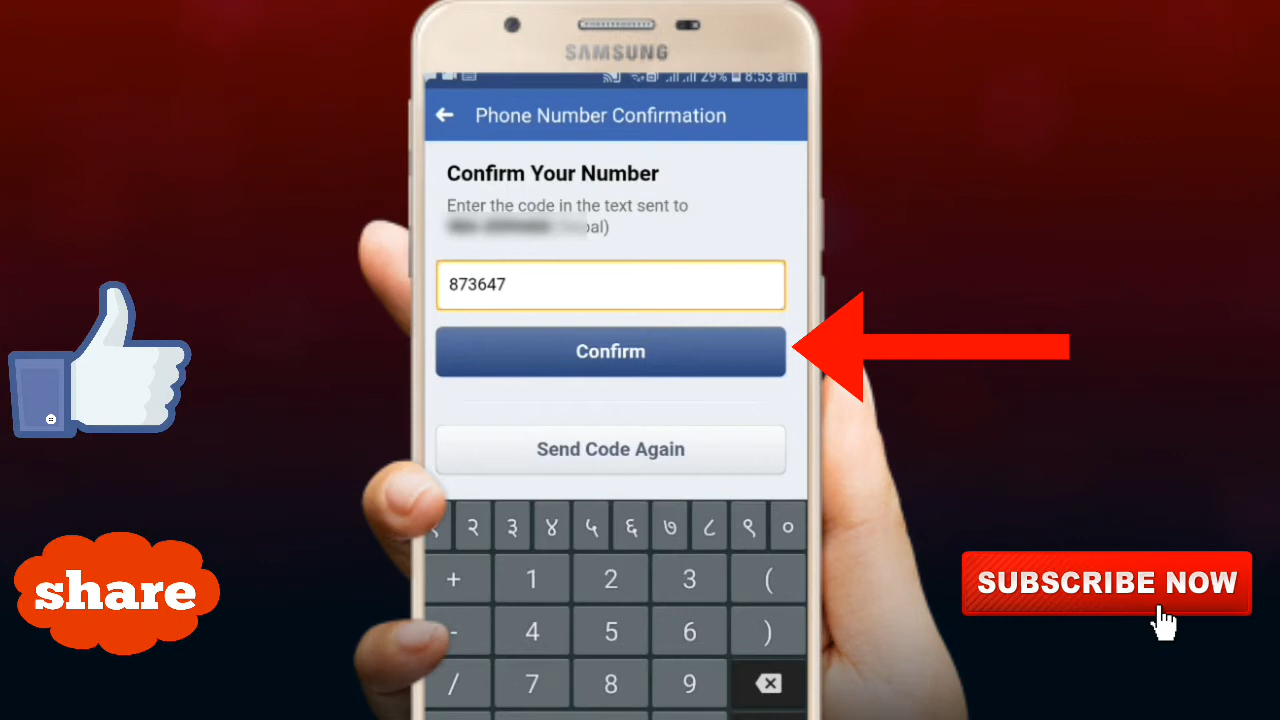 SAMSUNG
29% 8:53 am
Phone Number Confirmation
Confirm Your Number
Enter the code in the text sent to
873647
Confirm
Send Code Again
२ ३ ४ ५ ६ ७ ८ ९ ०
+ 1 2 3 (
- 4 5 6 )
/ 7 8 9
share
SUBSCRIBE NOW